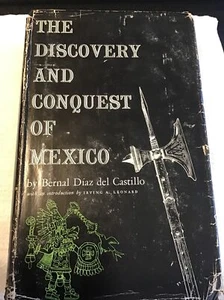 THE
DISCOVERY
AND
CONQUEST
OF
MEXICO
by Bernal Díaz del Castillo
with an introduction by IRVING A. LEONARD